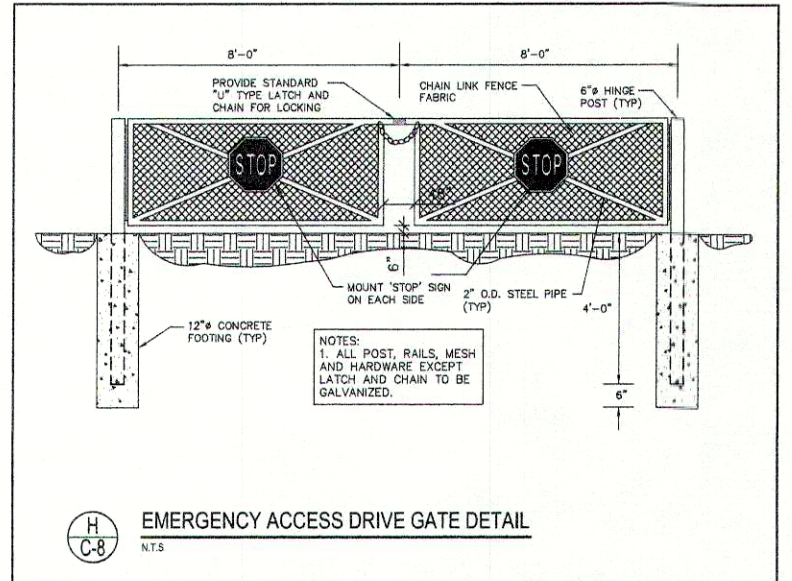 8'-0"
8'-0"
PROVIDE STANDARD
"U" TYPE LATCH AND
CHAIN FOR LOCKING
CHAIN LINK FENCE
FABRIC
6"ø HINGE
POST (TYP)
STOP
STOP
6"
MOUNT 'STOP' SIGN
ON EACH SIDE
2" O.D. STEEL PIPE
(TYP)
4'-0"
12"ø CONCRETE
FOOTING (TYP)
NOTES:
1. ALL POST, RAILS, MESH
AND HARDWARE EXCEPT
LATCH AND CHAIN TO BE
GALVANIZED.
6"
H
C-8
EMERGENCY ACCESS DRIVE GATE DETAIL
N.T.S